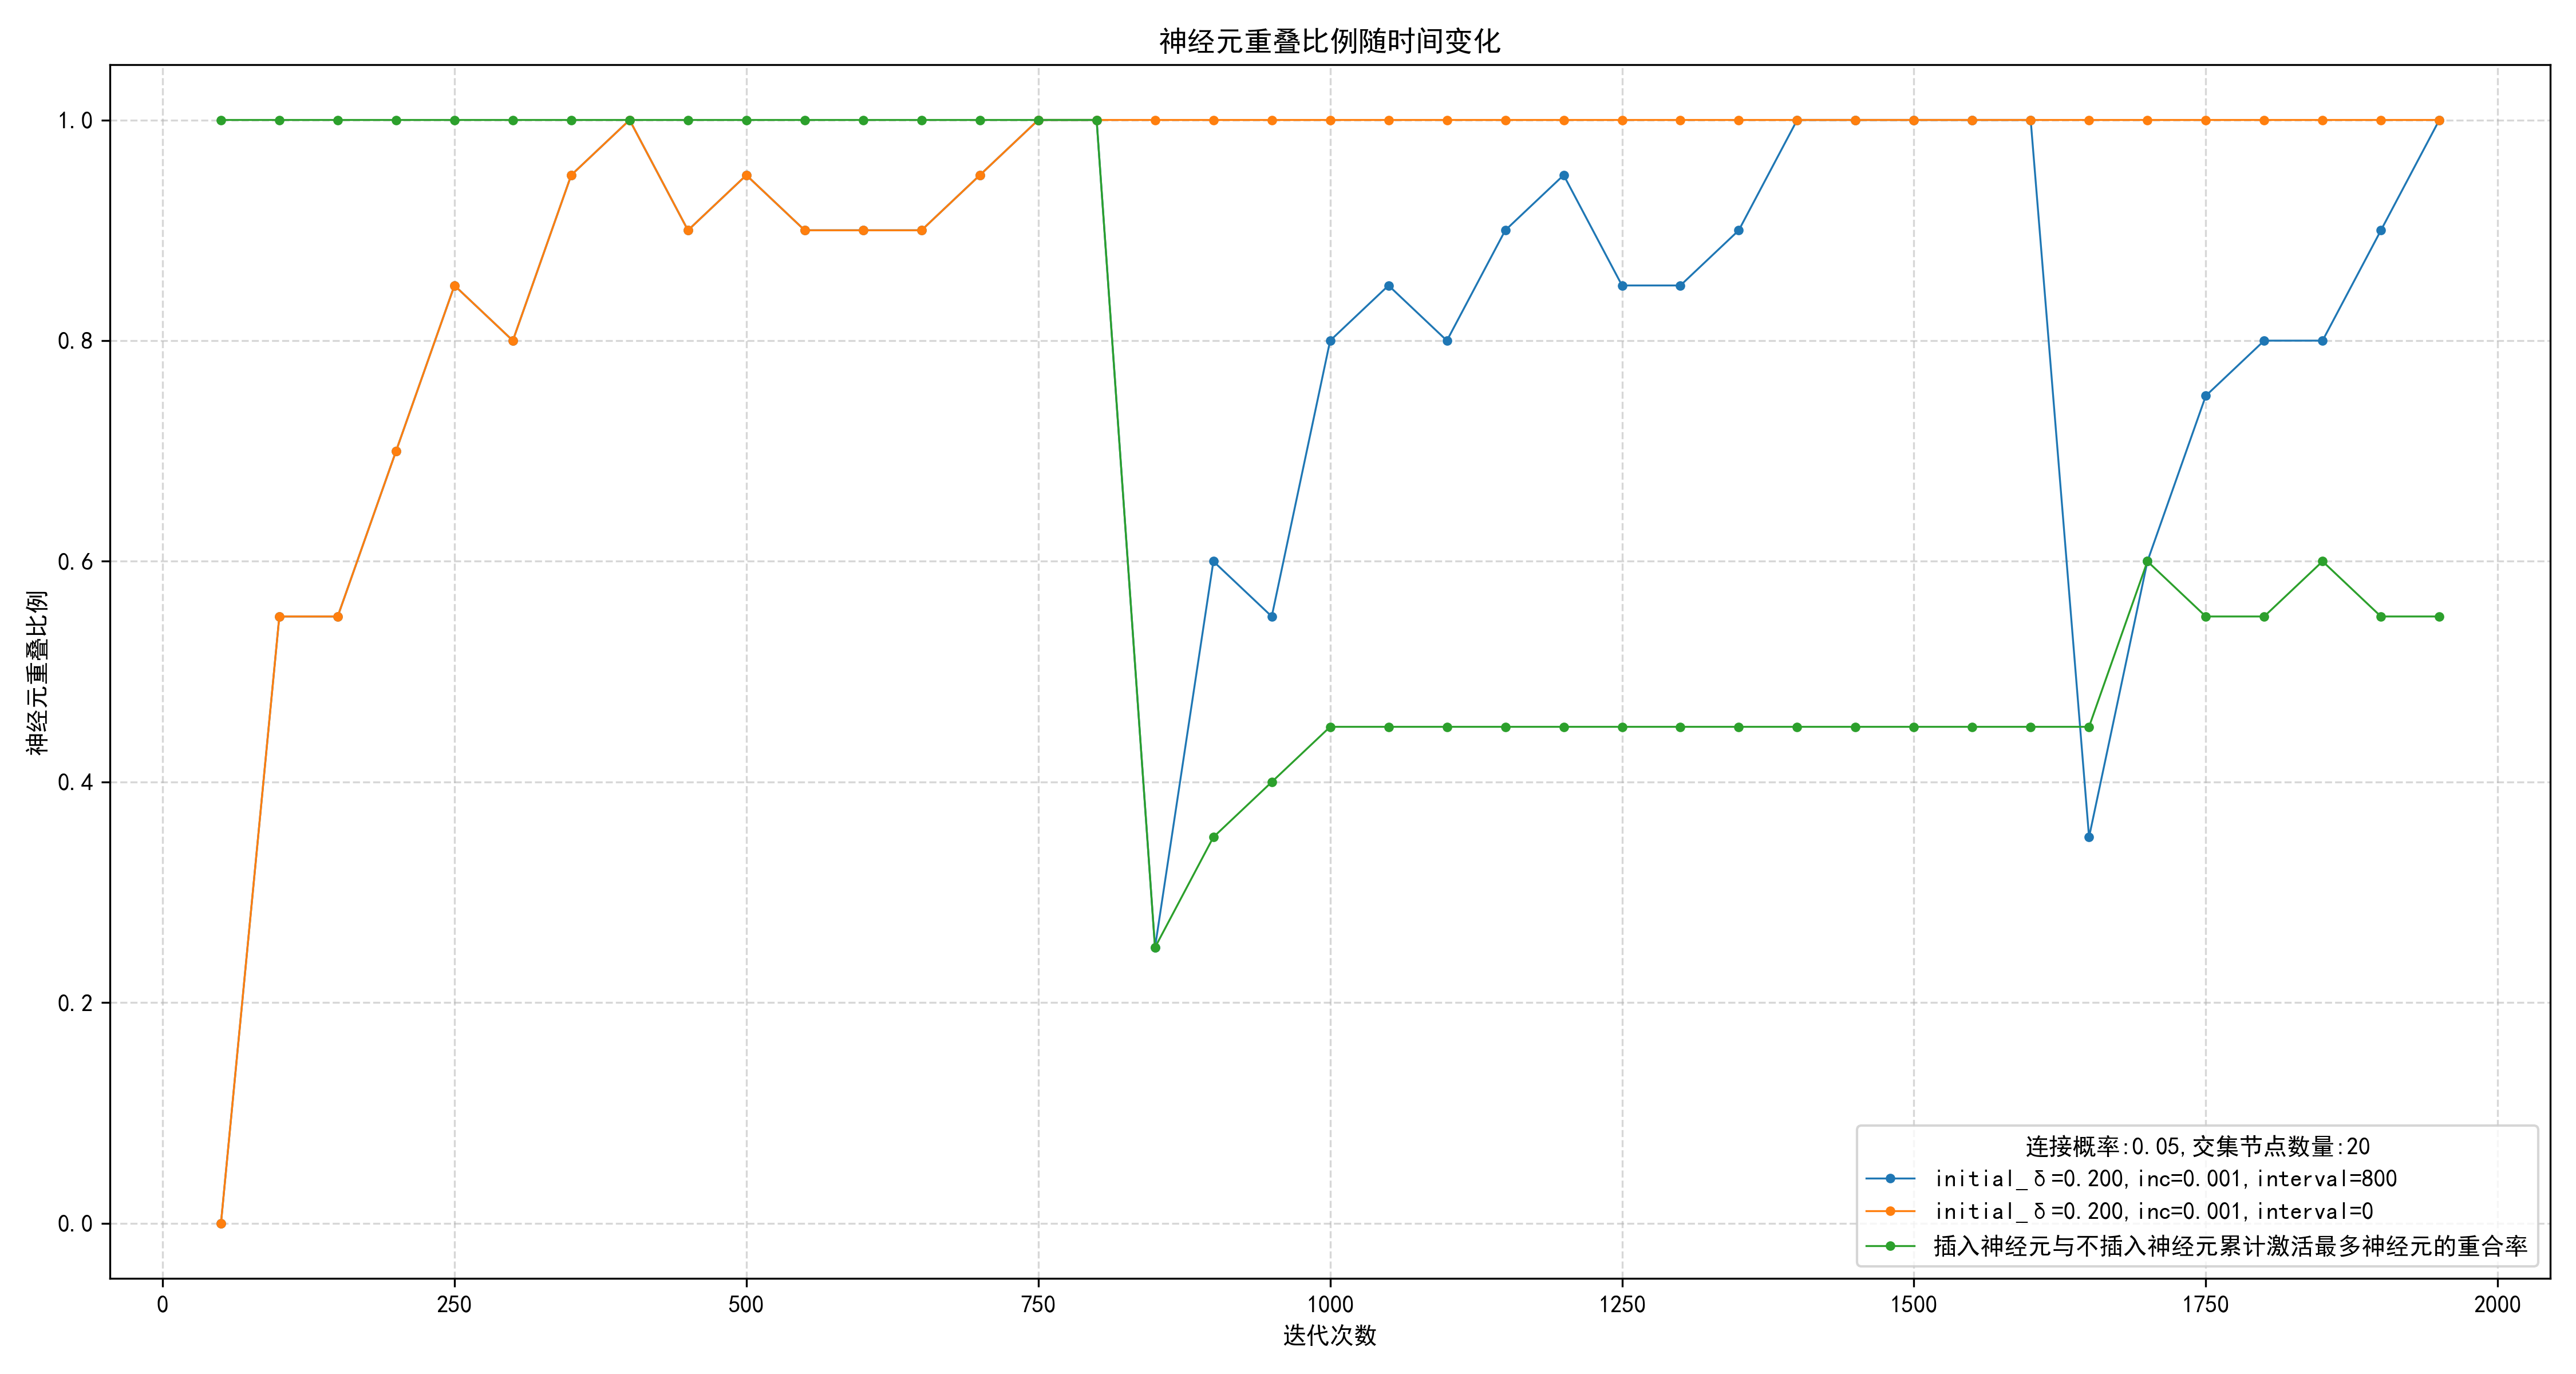 神经元重叠比例随时间变化
神经元重叠比例
1.0
0.8
0.6
0.4
0.2
0.0
0
250
500
750
1000
1250
1500
1750
2000
迭代次数
连接概率:0.05,交集节点数量:20
initial_δ=0.200,inc=0.001,interval=800
initial_δ=0.200,inc=0.001,interval=0
插入神经元与不插入神经元累计激活最多神经元的重合率